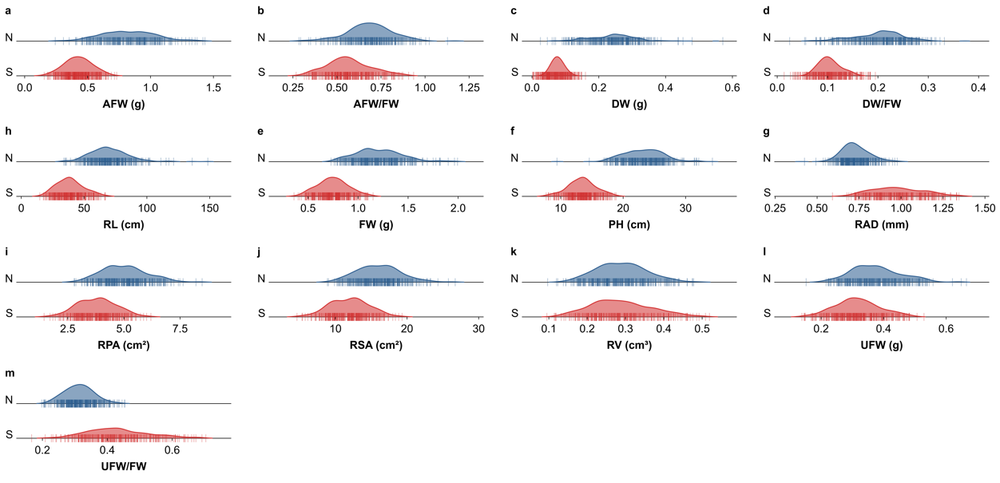 a b c d
N N N N
S S S S
0.0 0.5 1.0 1.5 0.25 0.50 0.75 1.00 1.25 0.0 0.2 0.4 0.6 0.0 0.1 0.2 0.3 0.4
AFW (g) AFW/FW DW (g) DW/FW
h e f g
N N N N
S S S S
0 50 100 150 0.5 1.0 1.5 2.0 10 20 30 0.25 0.50 0.75 1.00 1.25 1.50
RL (cm) FW (g) PH (cm) RAD (mm)
i j k l
N N N N
S S S S
2.5 5.0 7.5 10 20 30 0.1 0.2 0.3 0.4 0.5 0.2 0.4 0.6
RPA (cm²) RSA (cm²) RV (cm³) UFW (g)
m
N
S
0.2 0.4 0.6
UFW/FW